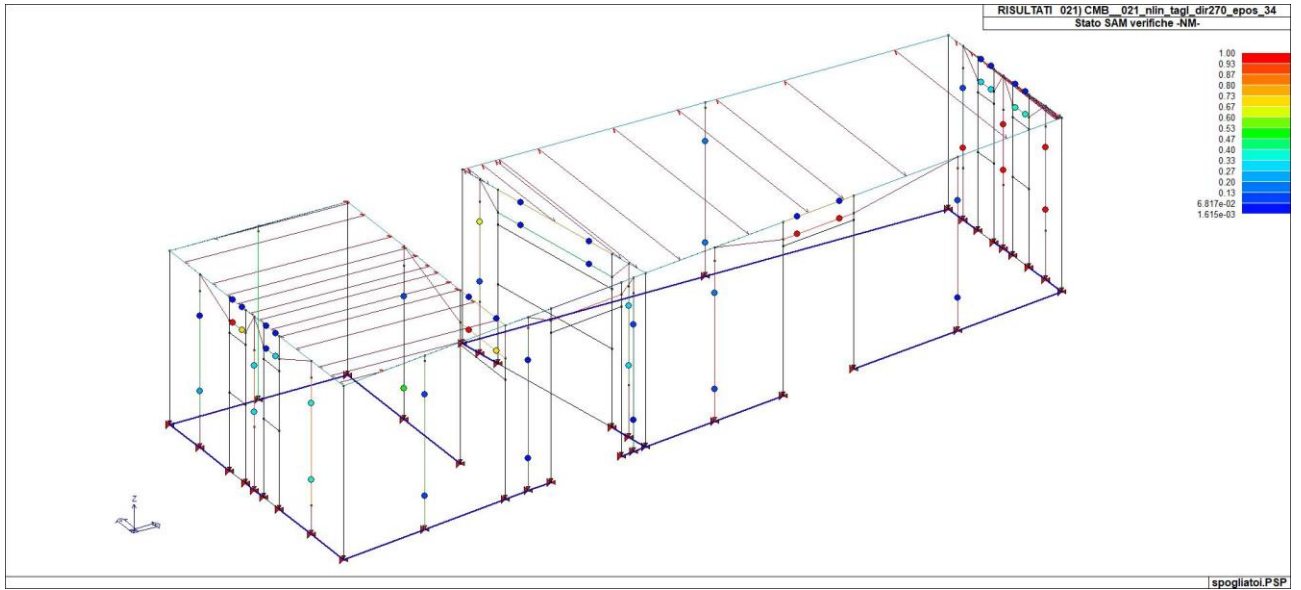 RISULTATI 021) CMB__021_nlin_tagl_dir270_epos_34
Stato SAM verifiche -NM-
1.00
0.93
0.87
0.80
0.73
0.67
0.60
0.53
0.47
0.40
0.33
0.27
0.20
0.13
6.817e-02
1.615e-03
Z
spogliatoi.PSP